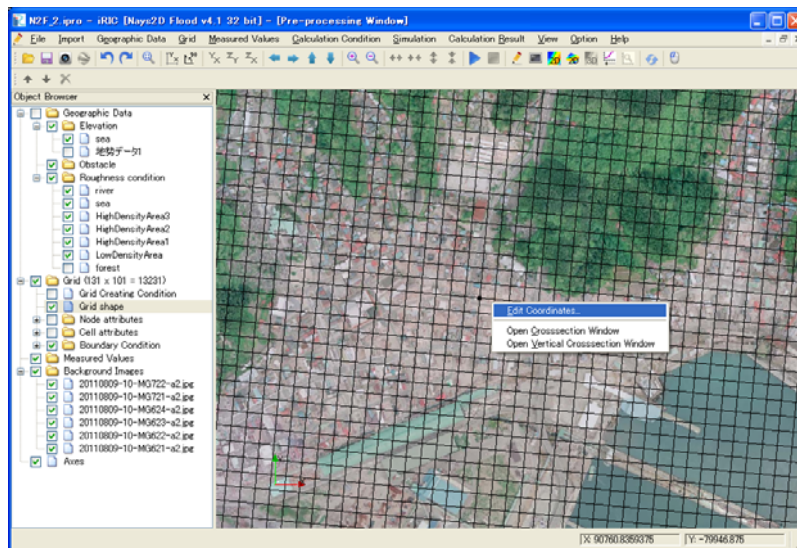 N2F_2.ipro - iRIC [Nays2D Flood v4.1 32 bit] - [Pre-processing Window]
File Import Geographic Data Grid Measured Values Calculation Condition Simulation Calculation Result View Option Help
Object Browser
Geographic Data
Elevation
sea
地勢データ1
Obstacle
Roughness condition
river
sea
HighDensityArea3
HighDensityArea2
HighDensityArea1
LowDensityArea
forest
Grid (131 x 101 = 13231)
Grid Creating Condition
Grid shape
Node attributes
Cell attributes
Boundary Condition
Measured Values
Background Images
20110809-10-MG722-a2.jpg
20110809-10-MG721-a2.jpg
20110809-10-MG624-a2.jpg
20110809-10-MG623-a2.jpg
20110809-10-MG622-a2.jpg
20110809-10-MG621-a2.jpg
Axes
Edit Coordinates...
Open Crosssection Window
Open Vertical Crosssection Window
X: 90760.8359375 Y: -79946.875